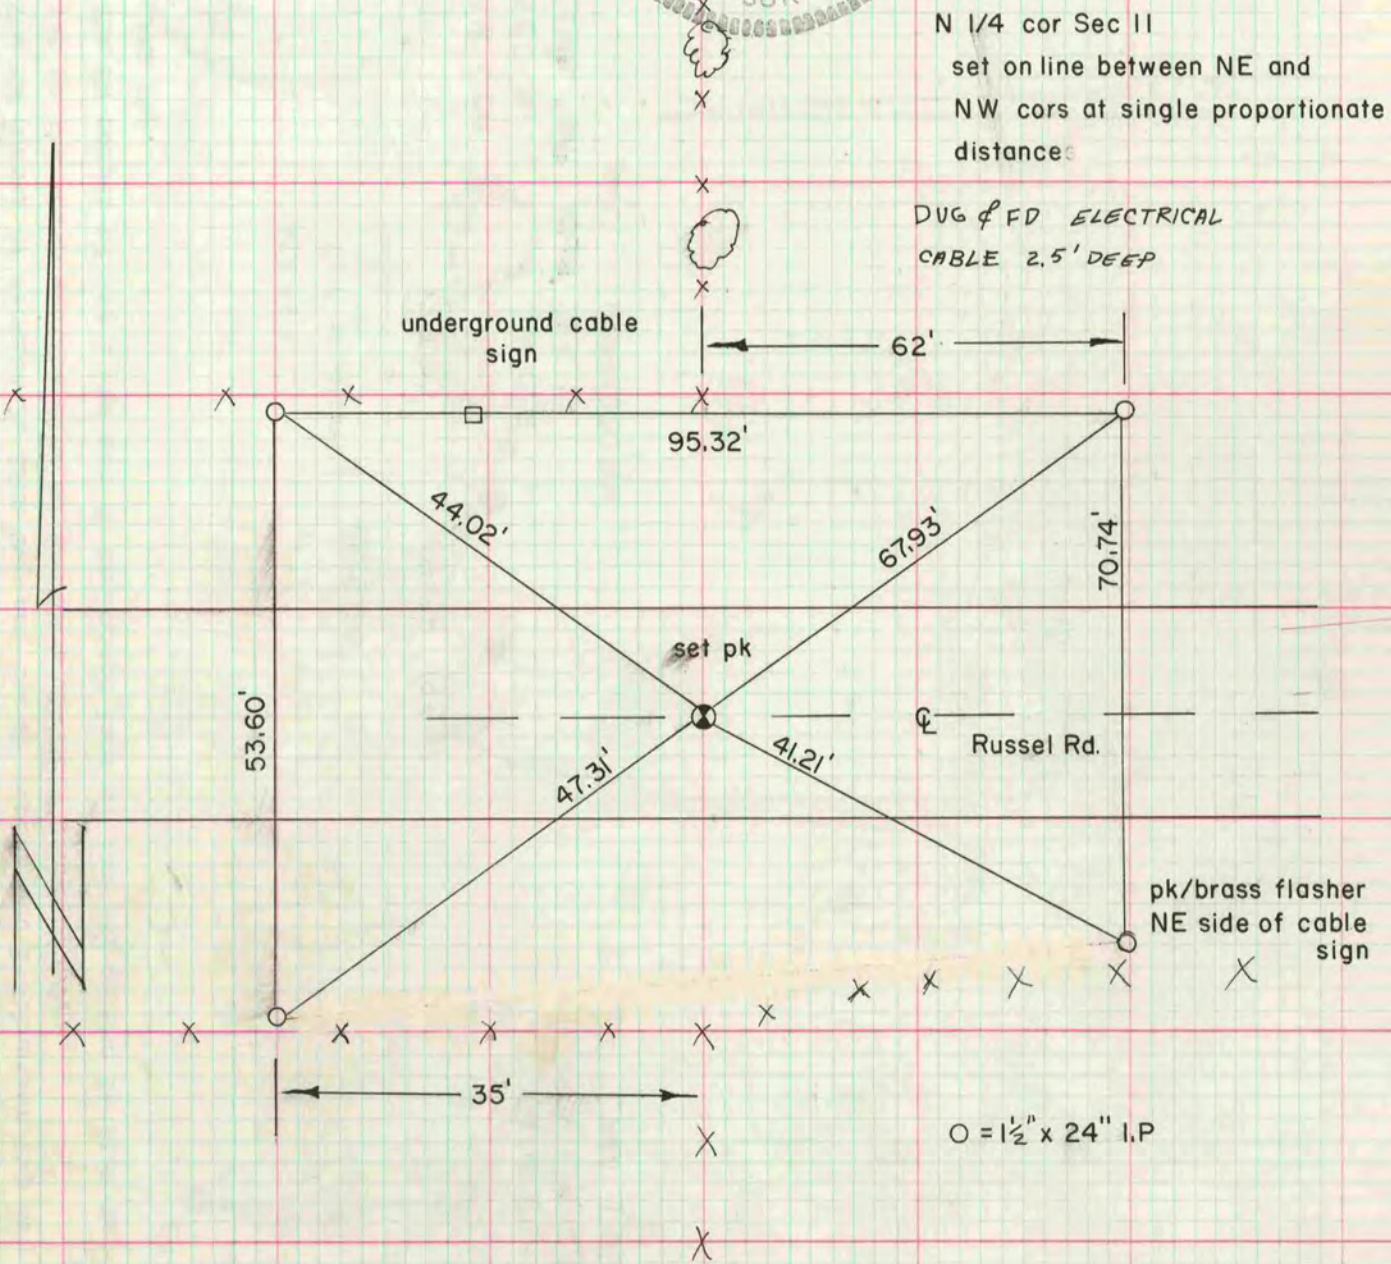 N 1/4 cor Sec 11
set on line between NE and
NW cors at single proportionate
distance
DUG & FD ELECTRICAL
CABLE 2.5' DEEP
underground cable
sign
62'
95.32'
44.02'
67.93'
70.74'
set pk
53.60'
℄
Russel Rd.
47.31'
41.21'
pk/brass flasher
NE side of cable
sign
N
35'
O = 1½" x 24" I.P